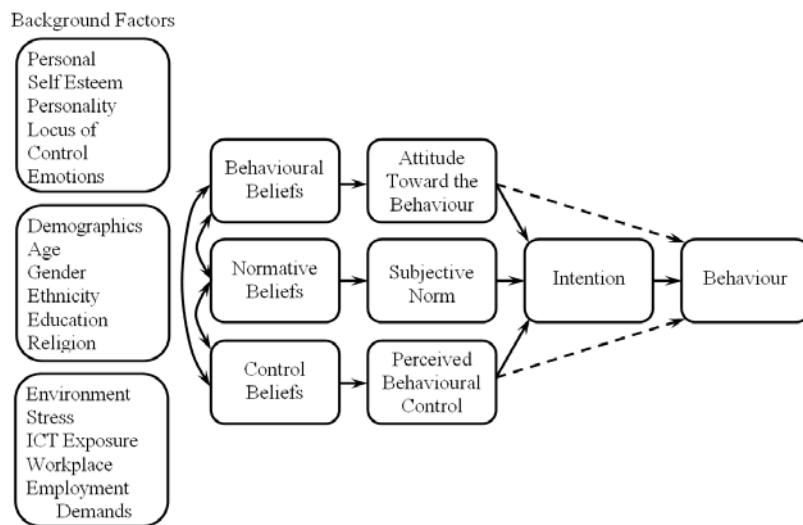 Background Factors
Personal
Self Esteem
Personality
Locus of
Control
Emotions
Demographics
Age
Gender
Ethnicity
Education
Religion
Environment
Stress
ICT Exposure
Workplace
Employment
Demands
Behavioural
Beliefs
Normative
Beliefs
Control
Beliefs
Attitude
Toward the
Behaviour
Subjective
Norm
Perceived
Behavioural
Control
Intention
Behaviour